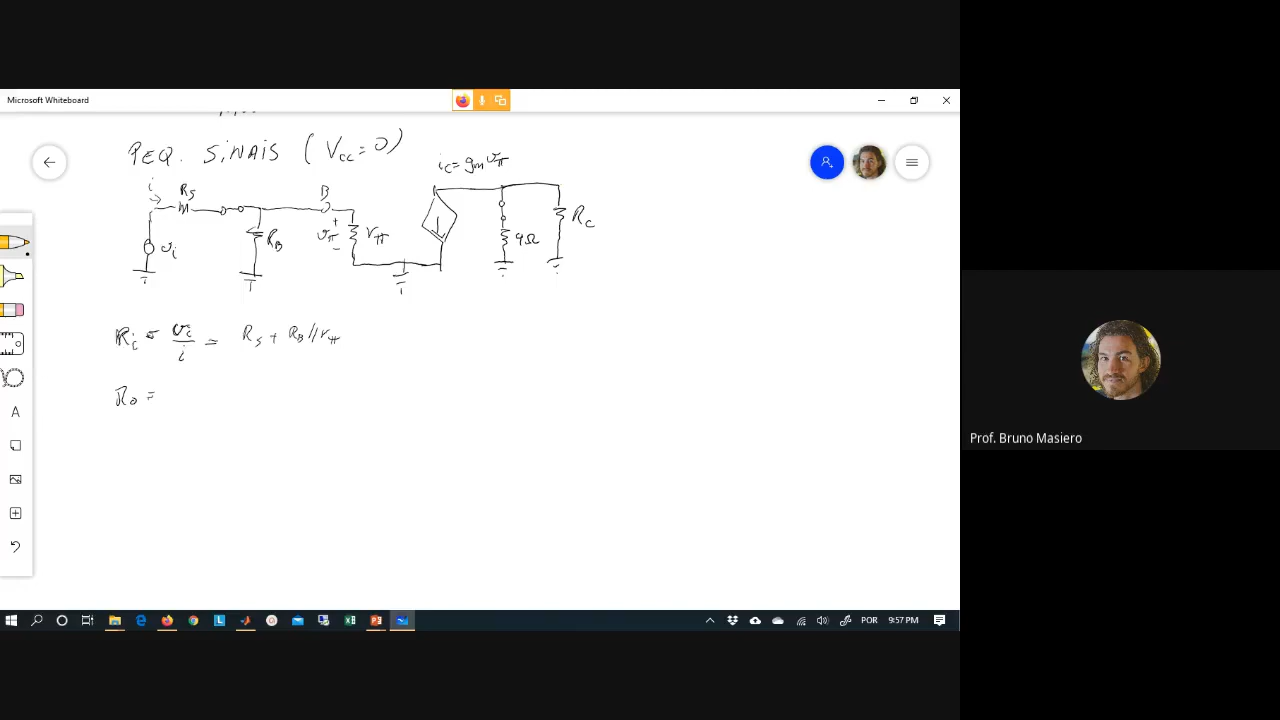 Microsoft Whiteboard
PEQ. SINAIS ( Vcc = 0 )
ic = gm vπ
i
Rs
B
vi
RB
+
vπ
-
rπ
9Ω
Rc
Ri = vi / i = Rs + RB // rπ
Ro =
A
Prof. Bruno Masiero
POR
9:57 PM